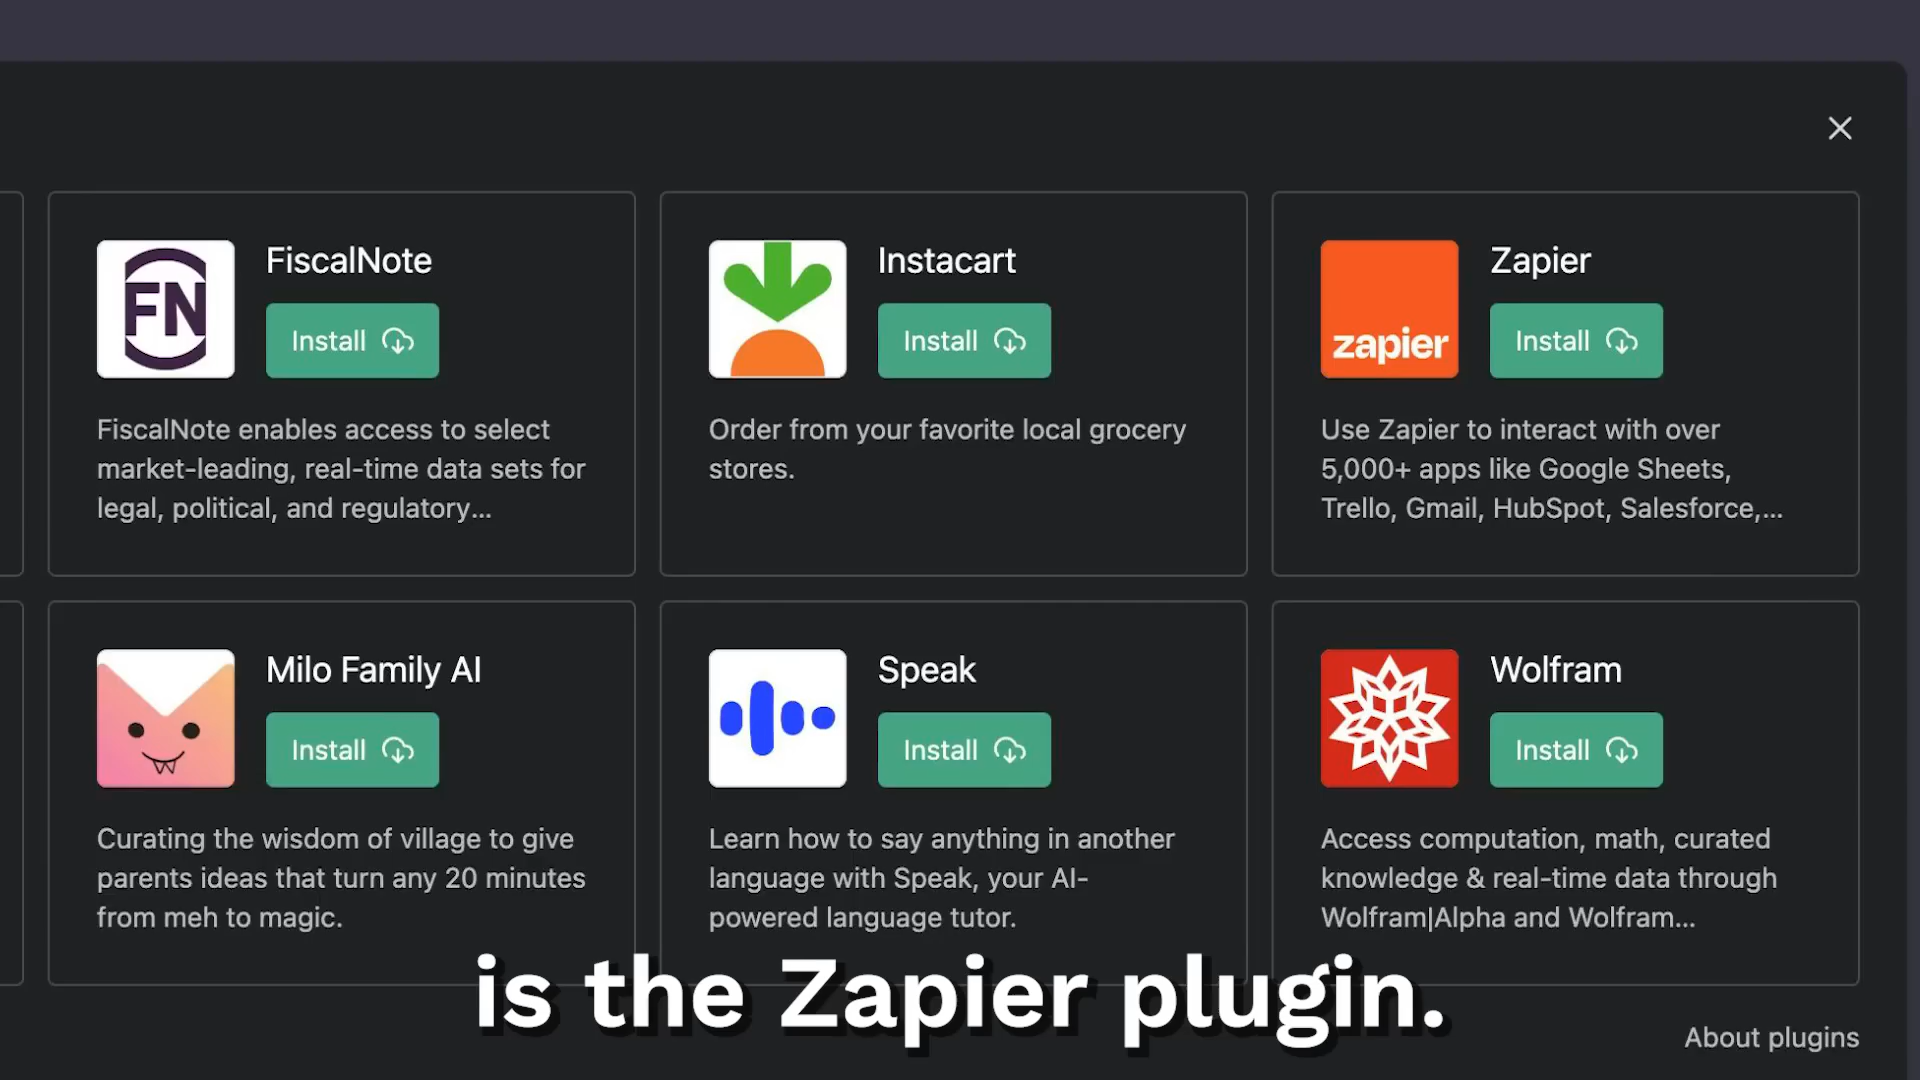 FN
FiscalNote
Install
FiscalNote enables access to select
market-leading, real-time data sets for
legal, political, and regulatory...
Instacart
Install
Order from your favorite local grocery
stores.
zapier
Zapier
Install
Use Zapier to interact with over
5,000+ apps like Google Sheets,
Trello, Gmail, HubSpot, Salesforce,...
Milo Family AI
Install
Curating the wisdom of village to give
parents ideas that turn any 20 minutes
from meh to magic.
Speak
Install
Learn how to say anything in another
language with Speak, your AI-
powered language tutor.
Wolfram
Install
Access computation, math, curated
knowledge & real-time data through
Wolfram|Alpha and Wolfram...
is the Zapier plugin.
About plugins